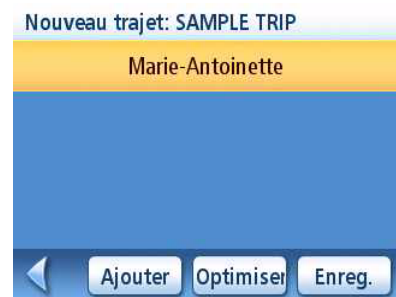 Nouveau trajet: SAMPLE TRIP
Marie-Antoinette
Ajouter Optimiser Enreg.